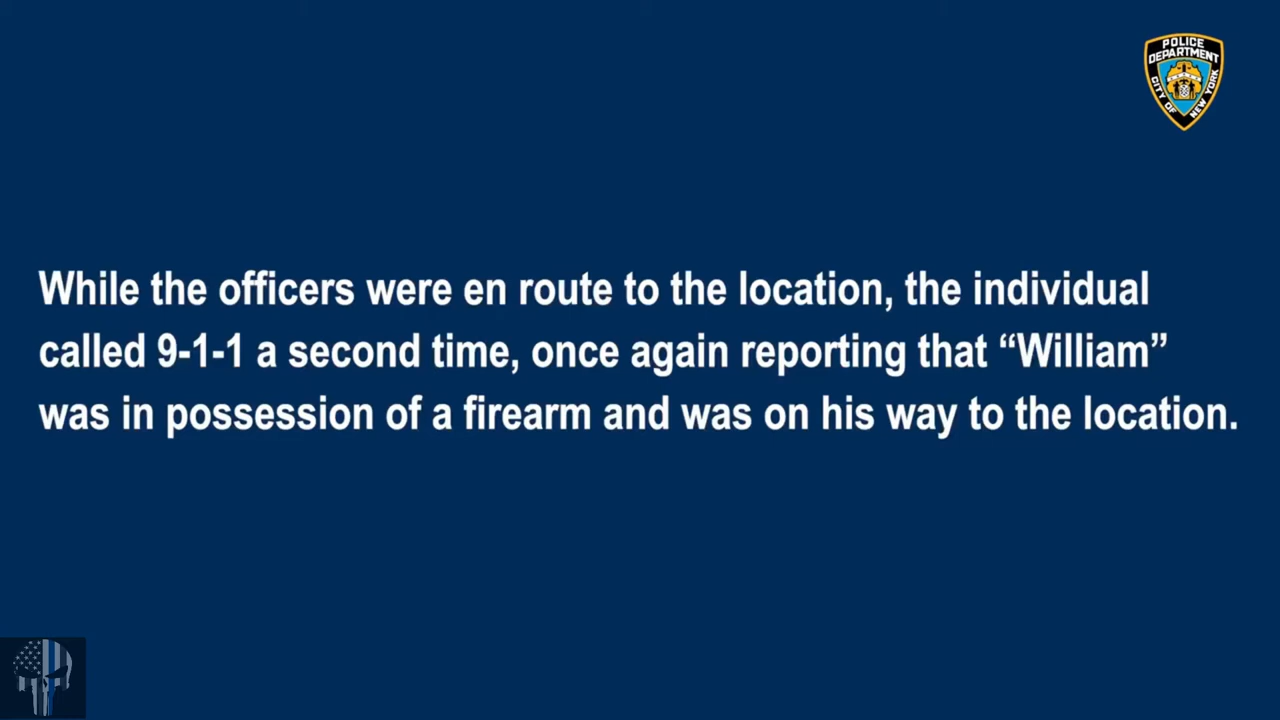 POLICE
DEPARTMENT
CITY OF
NEW YORK
While the officers were en route to the location, the individual
called 9-1-1 a second time, once again reporting that “William”
was in possession of a firearm and was on his way to the location.